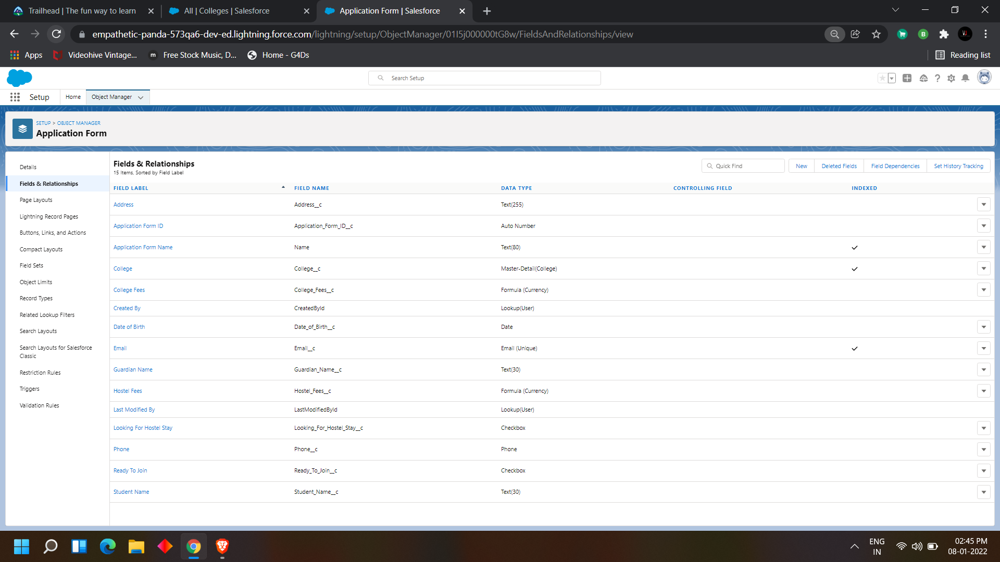 Trailhead | The fun way to learn
All | Colleges | Salesforce
Application Form | Salesforce
empathetic-panda-573qa6-dev-ed.lightning.force.com/lightning/setup/ObjectManager/01I5j000000tG8w/FieldsAndRelationships/view
Apps
Videohive Vintage...
Free Stock Music, D...
Home - G4Ds
Reading list
Search Setup
Setup
Home
Object Manager
SETUP > OBJECT MANAGER
Application Form
Details
Fields & Relationships
Page Layouts
Lightning Record Pages
Buttons, Links, and Actions
Compact Layouts
Field Sets
Object Limits
Record Types
Related Lookup Filters
Search Layouts
Search Layouts for Salesforce
Classic
Restriction Rules
Triggers
Validation Rules
Fields & Relationships
15 Items, Sorted by Field Label
Quick Find
New
Deleted Fields
Field Dependencies
Set History Tracking
FIELD LABEL FIELD NAME DATA TYPE CONTROLLING FIELD INDEXED
Address Address__c Text(255)
Application Form ID Application_Form_ID__c Auto Number
Application Form Name Name Text(80)
College College__c Master-Detail(College)
College Fees College_Fees__c Formula (Currency)
Created By CreatedById Lookup(User)
Date of Birth Date_of_Birth__c Date
Email Email__c Email (Unique)
Guardian Name Guardian_Name__c Text(30)
Hostel Fees Hostel_Fees__c Formula (Currency)
Last Modified By LastModifiedById Lookup(User)
Looking For Hostel Stay Looking_For_Hostel_Stay__c Checkbox
Phone Phone__c Phone
Ready To Join Ready_To_Join__c Checkbox
Student Name Student_Name__c Text(30)
ENG
IN
02:45 PM
08-01-2022